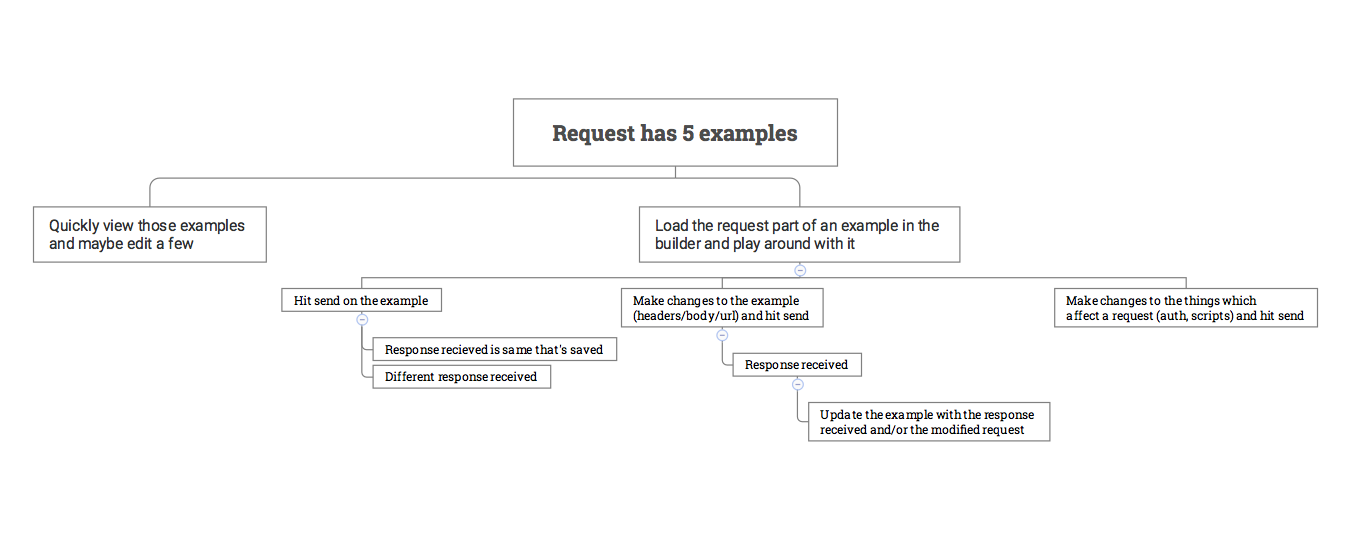 Request has 5 examples
Quickly view those examples
and maybe edit a few
Load the request part of an example in the
builder and play around with it
Hit send on the example
Response recieved is same that's saved
Different response received
Make changes to the example
(headers/body/url) and hit send
Response received
Update the example with the response
received and/or the modified request
Make changes to the things which
affect a request (auth, scripts) and hit send